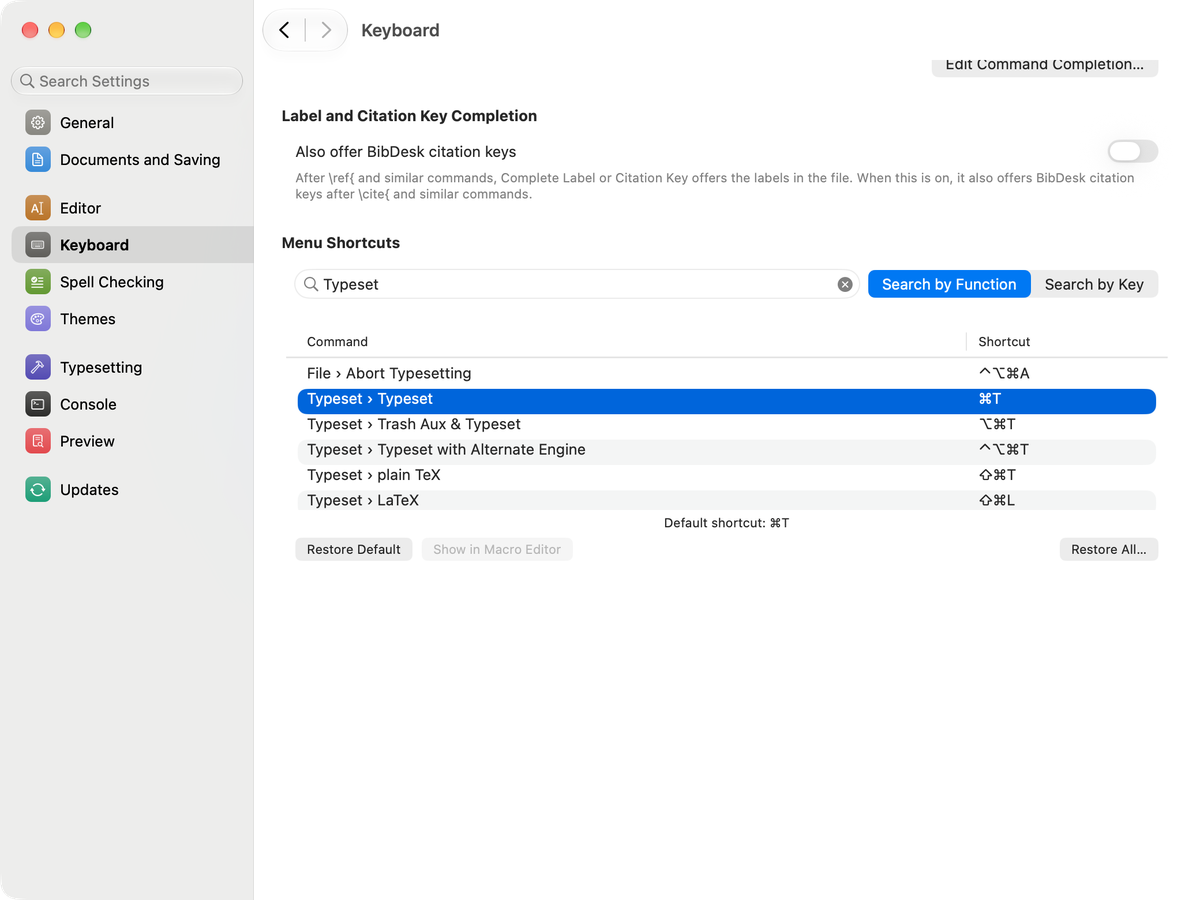 Keyboard
Search Settings
General
Documents and Saving
Editor
Keyboard
Spell Checking
Themes
Typesetting
Console
Preview
Updates
Edit Command Completion...
Label and Citation Key Completion
Also offer BibDesk citation keys
After \ref{ and similar commands, Complete Label or Citation Key offers the labels in the file. When this is on, it also offers BibDesk citation
keys after \cite{ and similar commands.
Menu Shortcuts
Typeset
Search by Function
Search by Key
Command Shortcut
File › Abort Typesetting ^⌥⌘A
Typeset › Typeset ⌘T
Typeset › Trash Aux & Typeset ⌥⌘T
Typeset › Typeset with Alternate Engine ^⌥⌘T
Typeset › plain TeX ⇧⌘T
Typeset › LaTeX ⇧⌘L
Default shortcut: ⌘T
Restore Default
Show in Macro Editor
Restore All...